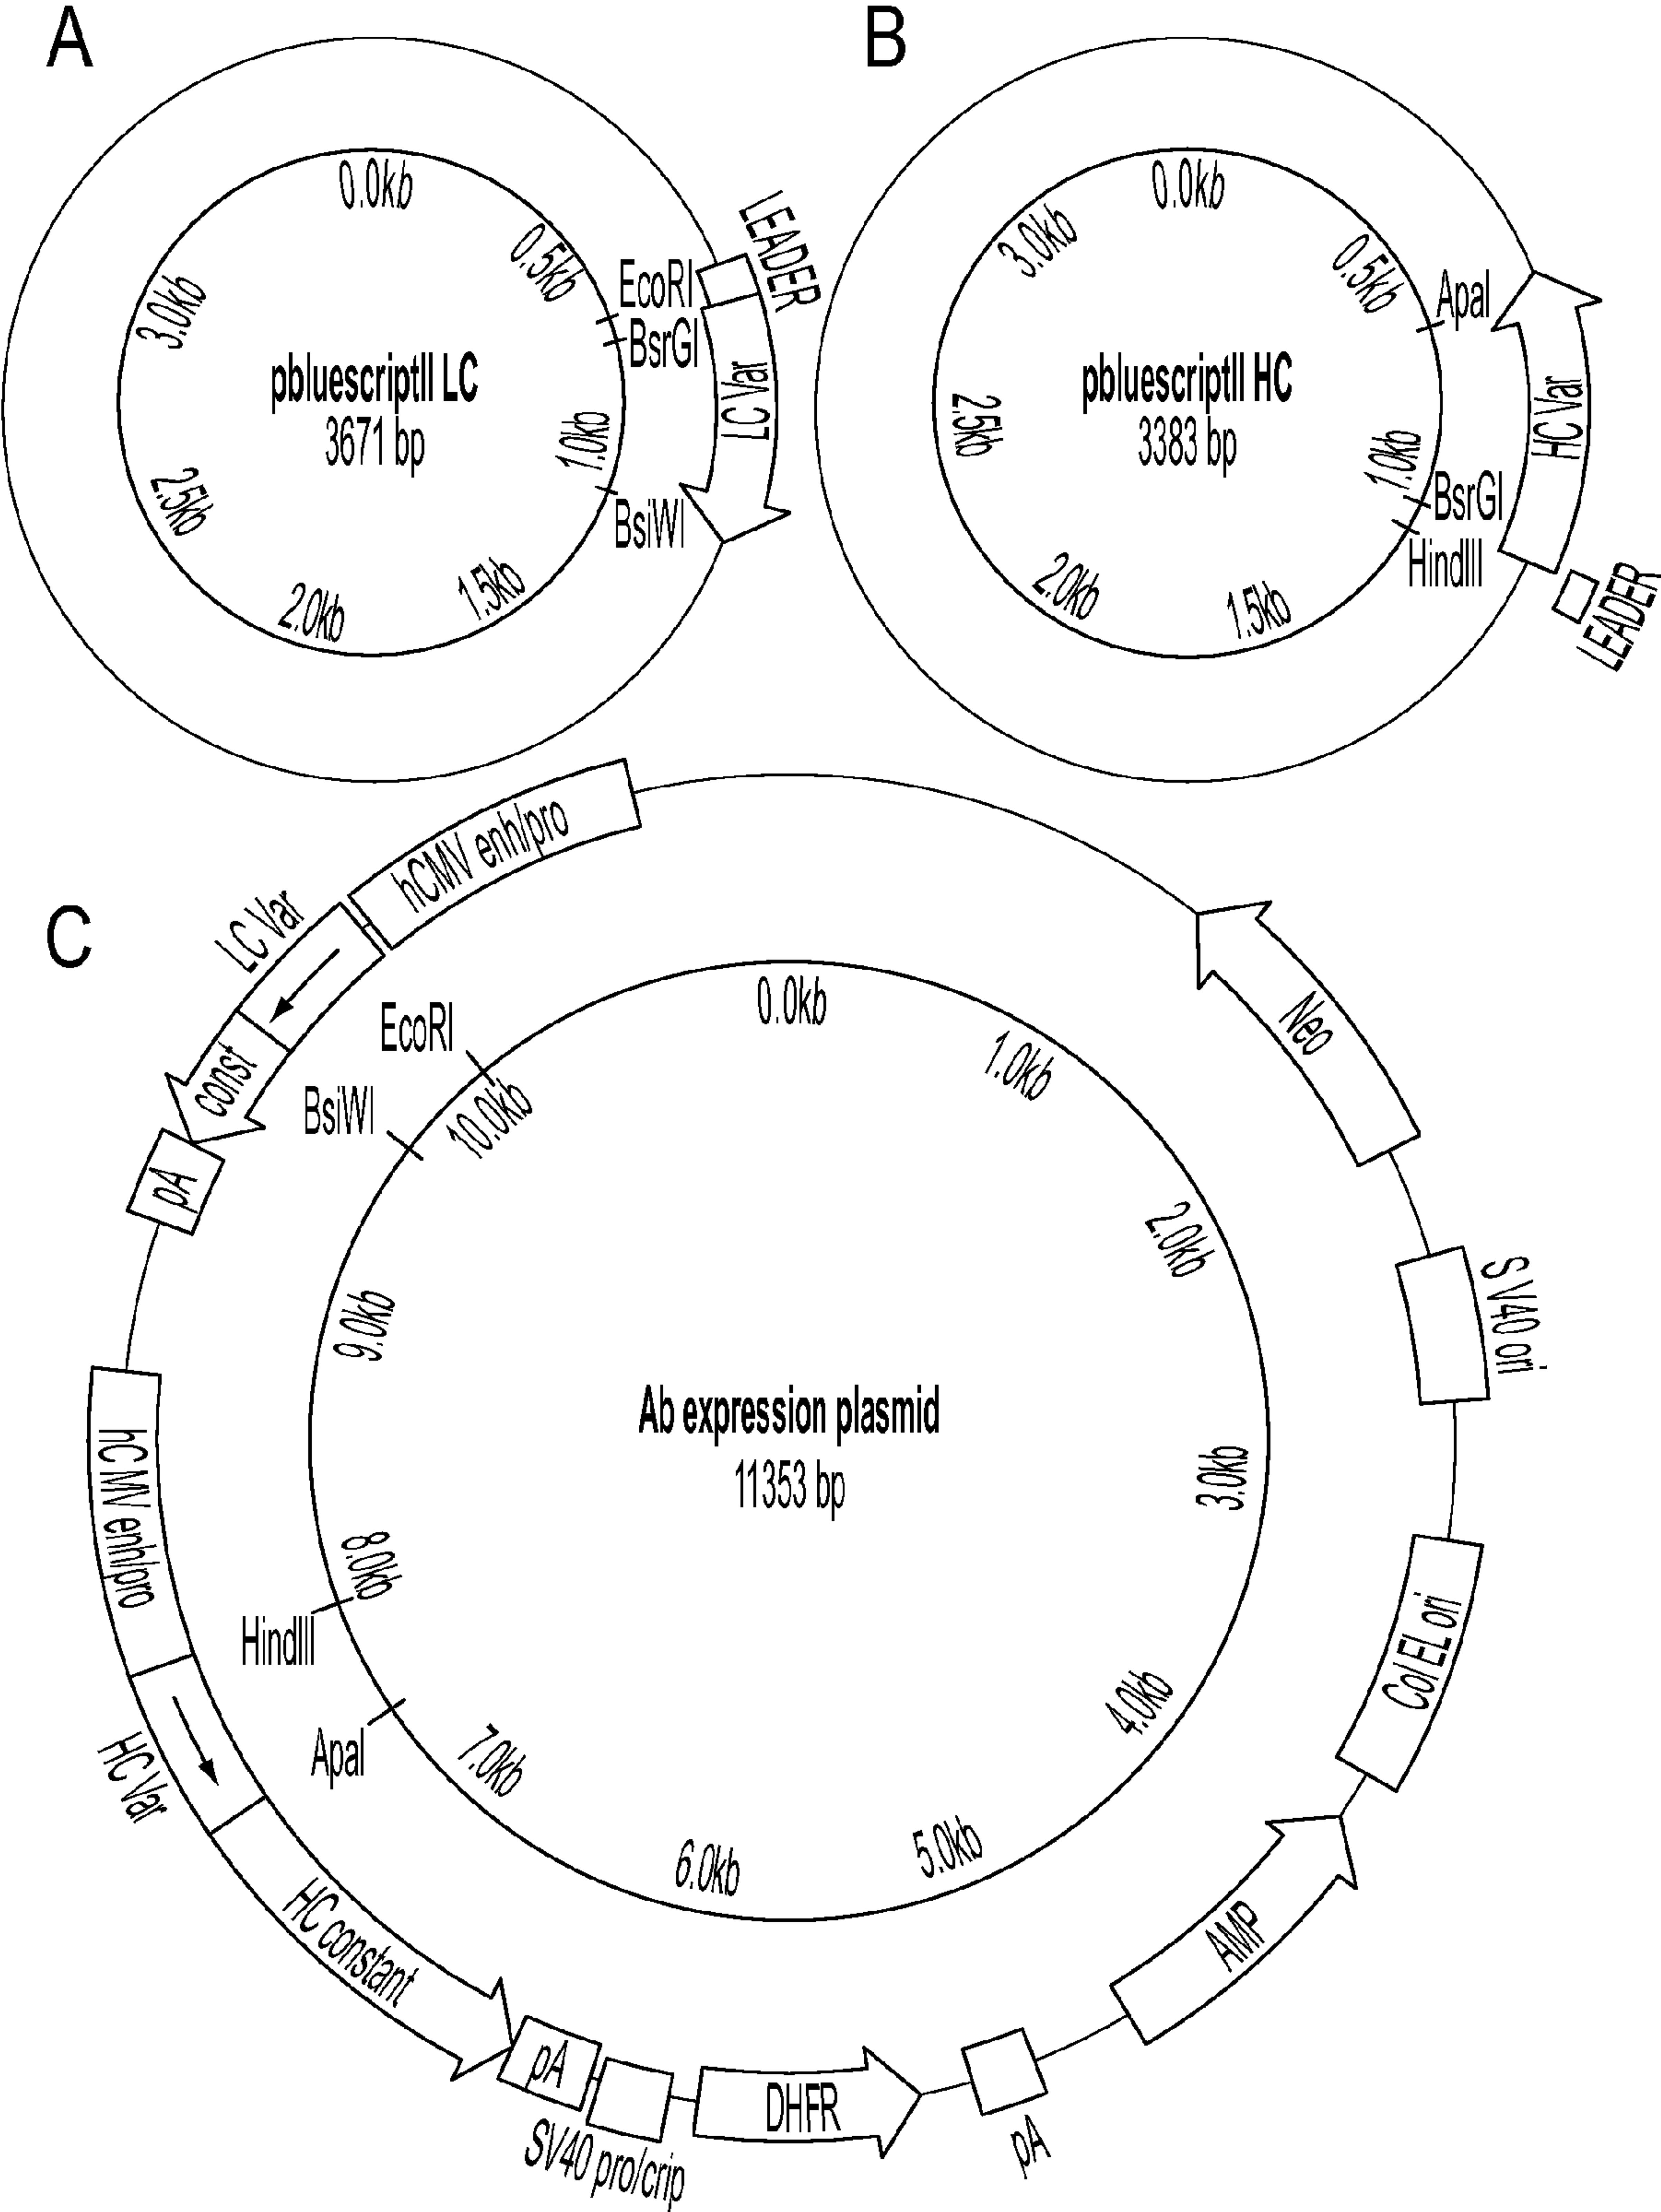 A
0.0kb
0.5kb
EcoRI
LEADER
BsrGI
LC Var
1.0kb
BsiWI
1.5kb
2.0kb
2.5kb
3.0kb
pbluescriptII LC
3671 bp
B
0.0kb
0.5kb
ApaI
HC Var
1.0kb
BsrGI
HindIII
LEADER
1.5kb
2.0kb
2.5kb
3.0kb
pbluescriptII HC
3383 bp
C
hCMV enh/pro
LC Var
const
pA
EcoRI
BsiWI
0.0kb
1.0kb
2.0kb
3.0kb
4.0kb
5.0kb
6.0kb
7.0kb
8.0kb
9.0kb
10.0kb
Neo
SV40 ori
Col EL ori
AMP
pA
DHFR
SV40 pro/crip
pA
HC constant
HC Var
hCMV enh/pro
HindIII
ApaI
Ab expression plasmid
11353 bp